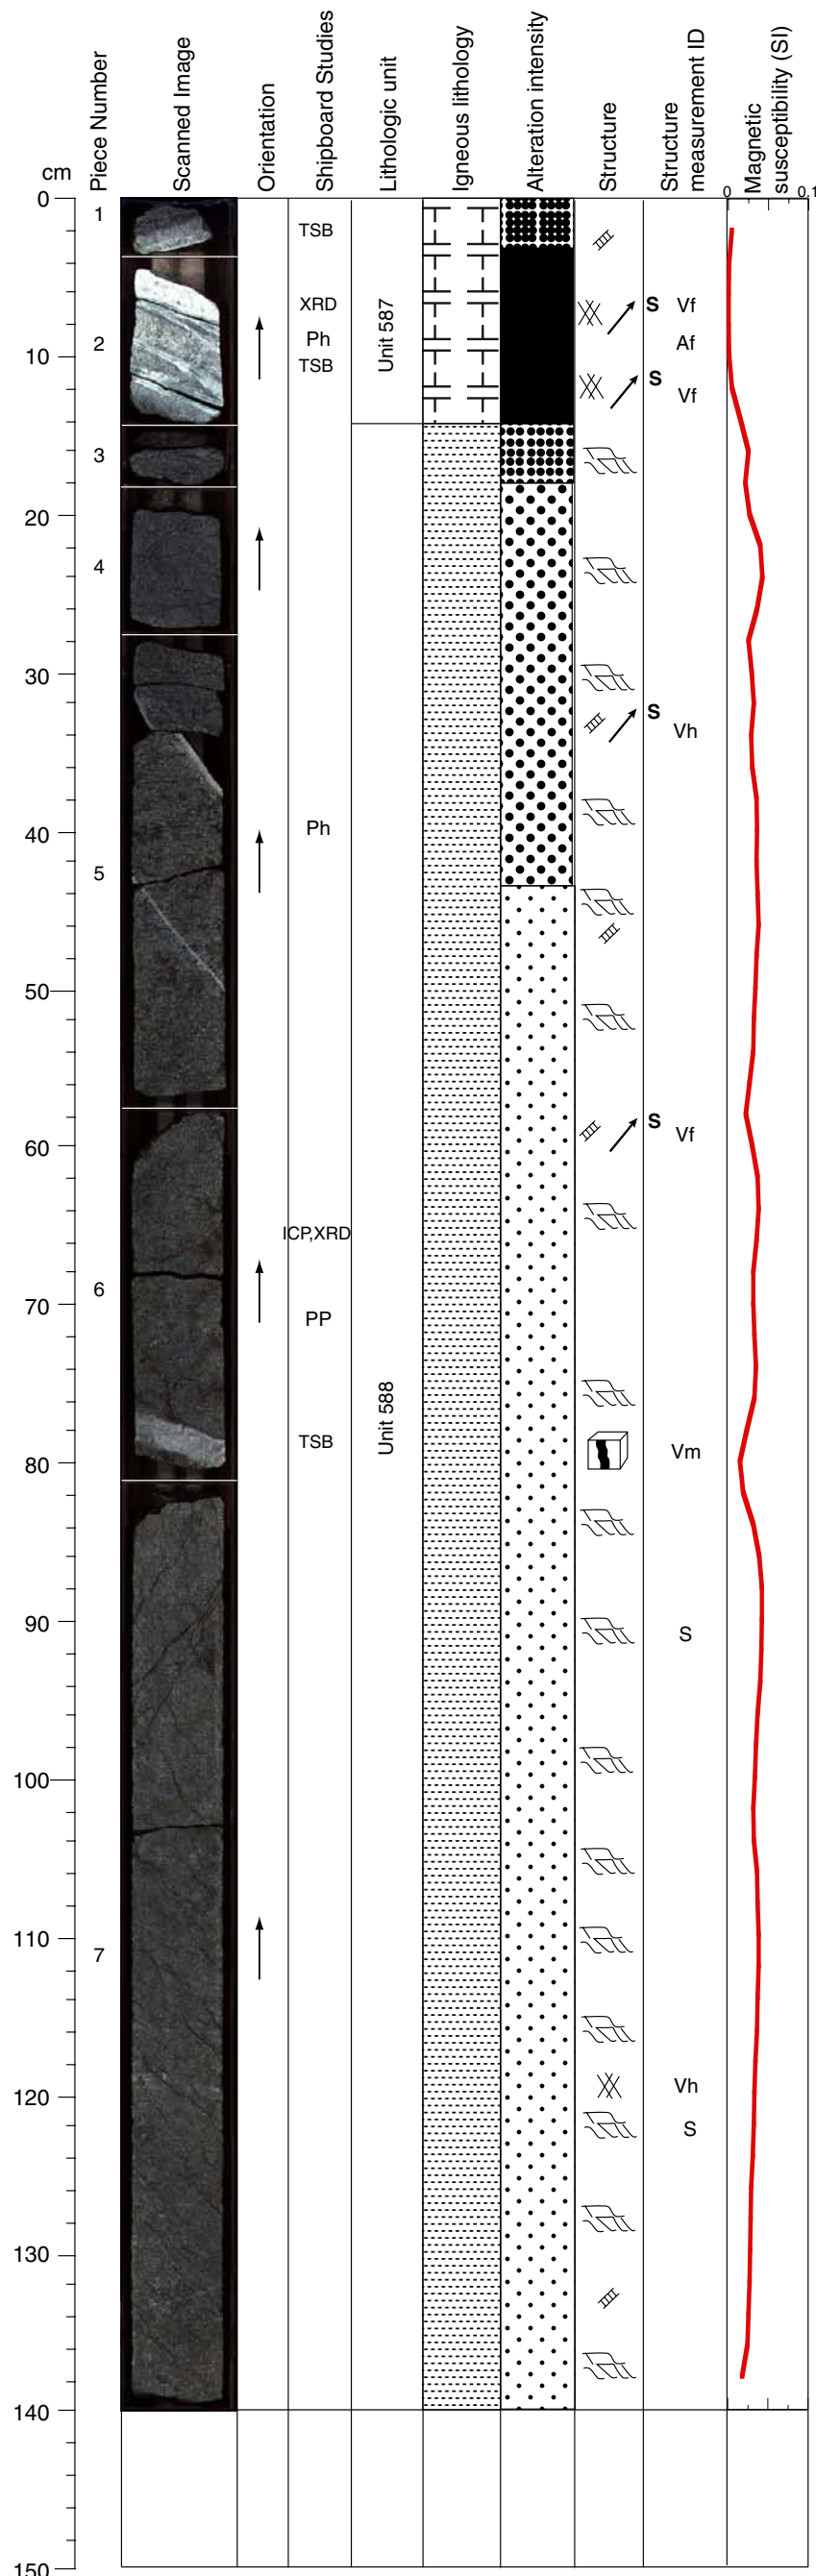 cm
Piece Number
Scanned Image
Orientation
Shipboard Studies
Lithologic unit
Igneous lithology
Alteration intensity
Structure
Structure
measurement ID
Magnetic
susceptibility (SI)
0
0.1
0
1
TSB
XRD
S
Vf
Unit 587
2
Ph
Af
10
TSB
S
Vf
3
20
4
30
S
Vh
40
Ph
5
50
S
60
Vf
ICP,XRD
6
70
PP
Unit 588
TSB
Vm
80
90
S
100
110
7
120
Vh
S
130
140
150